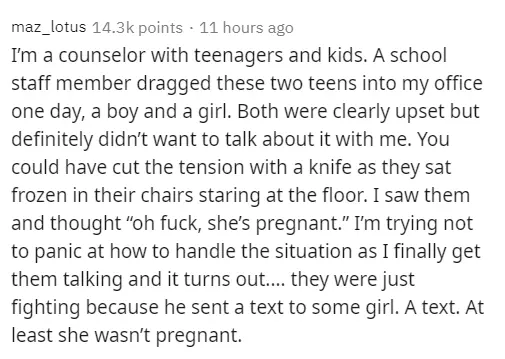 maz_lotus 14.3k points · 11 hours ago
I’m a counselor with teenagers and kids. A school
staff member dragged these two teens into my office
one day, a boy and a girl. Both were clearly upset but
definitely didn’t want to talk about it with me. You
could have cut the tension with a knife as they sat
frozen in their chairs staring at the floor. I saw them
and thought “oh fuck, she’s pregnant.” I’m trying not
to panic at how to handle the situation as I finally get
them talking and it turns out.... they were just
fighting because he sent a text to some girl. A text. At
least she wasn’t pregnant.